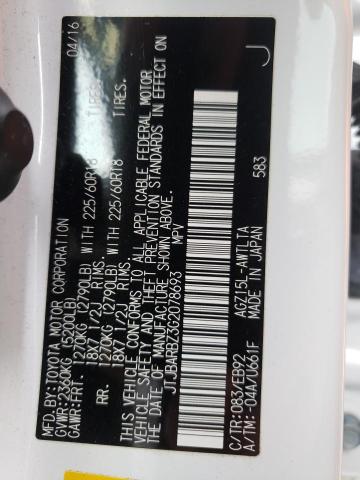 MFD.BY:TOYOTA MOTOR CORPORATION 04/16
GVWR:2360KG (5200LB)
GAWR-FRT. 1270KG (2790LB) WITH 225/60R18 TIRES.
18X7 1/2J RIMS.
RR. 1270KG (2790LB) WITH 225/60R18 TIRES.
18X7 1/2J RIMS.
THIS VEHICLE CONFORMS TO ALL APPLICABLE FEDERAL MOTOR
VEHICLE SAFETY AND THEFT PREVENTION STANDARDS IN EFFECT
ON THE DATE OF MANUFACTURE SHOWN ABOVE.
JTJBARBZ5G2078693 MPV
C/TR:083/EB92 AGZ15L-AWTLTA 583
A/TM:-04A/U661F MADE IN JAPAN
J